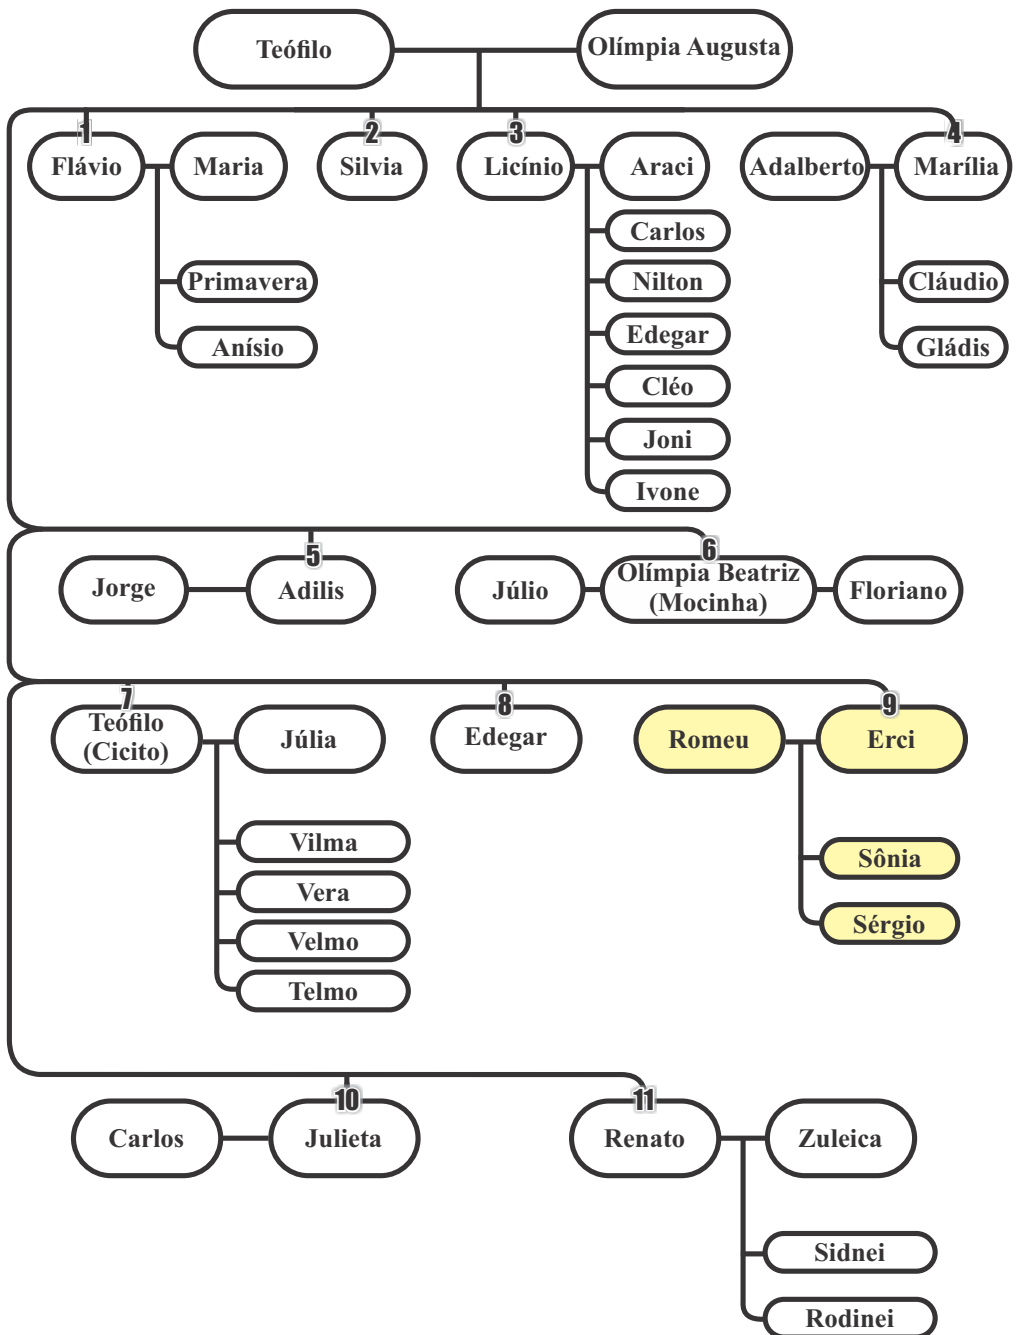 Teófilo
Olímpia Augusta
1
2
3
4
Flávio
Maria
Silvia
Licínio
Araci
Adalberto
Marília
Carlos
Primavera
Nilton
Cláudio
Anísio
Edegar
Gládis
Cléo
Joni
Ivone
5
6
Jorge
Adilis
Júlio
Olímpia Beatriz
(Mocinha)
Floriano
7
8
9
Teófilo
(Cicito)
Júlia
Edegar
Romeu
Erci
Vilma
Sônia
Vera
Sérgio
Velmo
Telmo
10
11
Carlos
Julieta
Renato
Zuleica
Sidnei
Rodinei